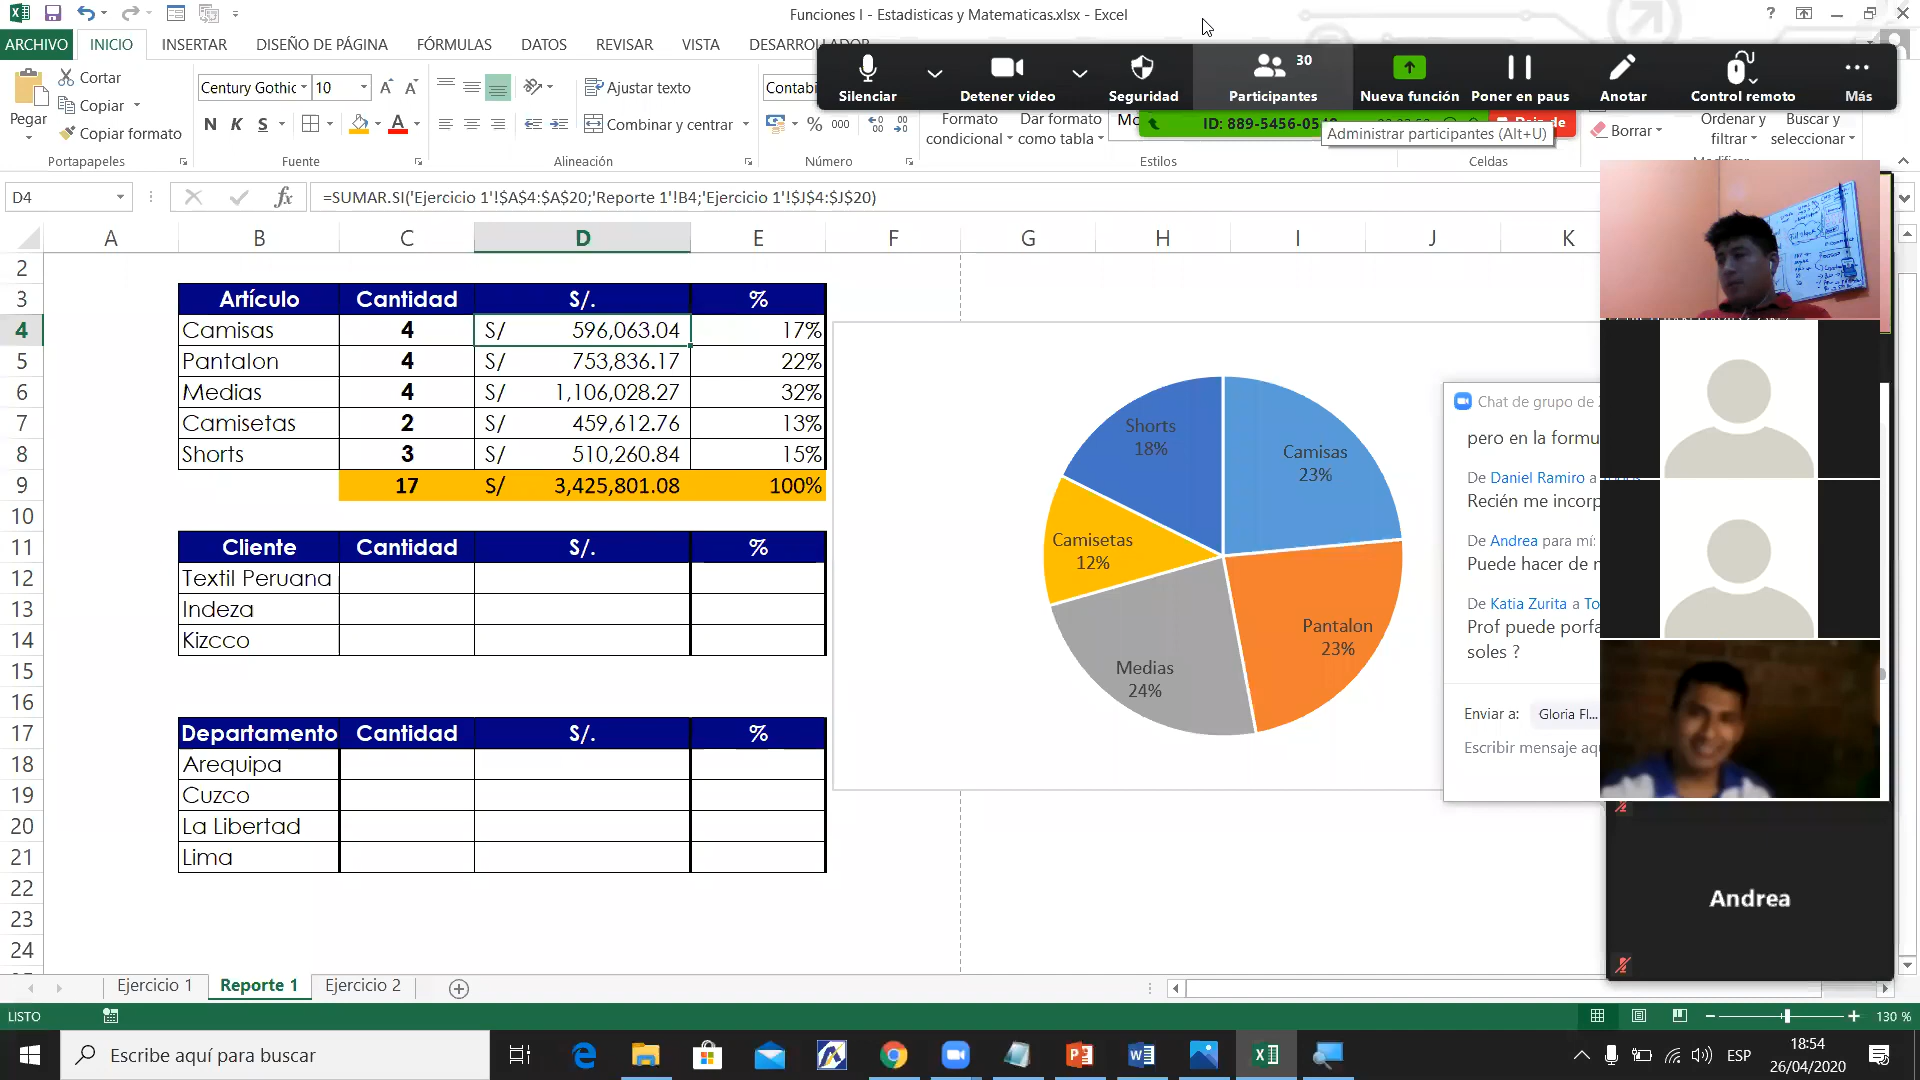 Funciones I - Estadisticas y Matematicas.xlsx - Excel
ARCHIVO INICIO INSERTAR DISEÑO DE PÁGINA FÓRMULAS DATOS REVISAR VISTA DESARROLLADOR
Cortar
Copiar
Copiar formato
Pegar
Portapapeles
Century Gothic 10
N K S
Fuente
Ajustar texto
Combinar y centrar
Alineación
% 000
Número
Formato condicional
Dar formato como tabla
Estilos
Borrar
Celdas
Ordenar y filtrar
Buscar y seleccionar
Silenciar
Detener video
Seguridad
Participantes 30
Nueva función
Poner en paus
Anotar
Control remoto
Más
Administrar participantes (Alt+U)
D4
=SUMAR.SI('Ejercicio 1'!$A$4:$A$20;'Reporte 1'!B4;'Ejercicio 1'!$J$4:$J$20)
A B C D E F G H I J K
2
3 Artículo Cantidad S/. %
4 Camisas 4 S/ 596,063.04 17%
5 Pantalon 4 S/ 753,836.17 22%
6 Medias 4 S/ 1,106,028.27 32%
7 Camisetas 2 S/ 459,612.76 13%
8 Shorts 3 S/ 510,260.84 15%
9 17 S/ 3,425,801.08 100%
10
11 Cliente Cantidad S/. %
12 Textil Peruana
13 Indeza
14 Kizcco
15
16
17 Departamento Cantidad S/. %
18 Arequipa
19 Cuzco
20 La Libertad
21 Lima
22
23
24
Shorts
18%
Camisas
23%
Camisetas
12%
Pantalon
23%
Medias
24%
Chat de grupo de
pero en la formu
De Daniel Ramiro a
Recién me incorp
De Andrea para mí:
Puede hacer de
De Katia Zurita a To
Prof puede porfa
soles ?
Enviar a: Gloria Fl...
Escribir mensaje aqu
Andrea
Ejercicio 1 Reporte 1 Ejercicio 2
LISTO
130 %
Escribe aquí para buscar
ESP
18:54
26/04/2020